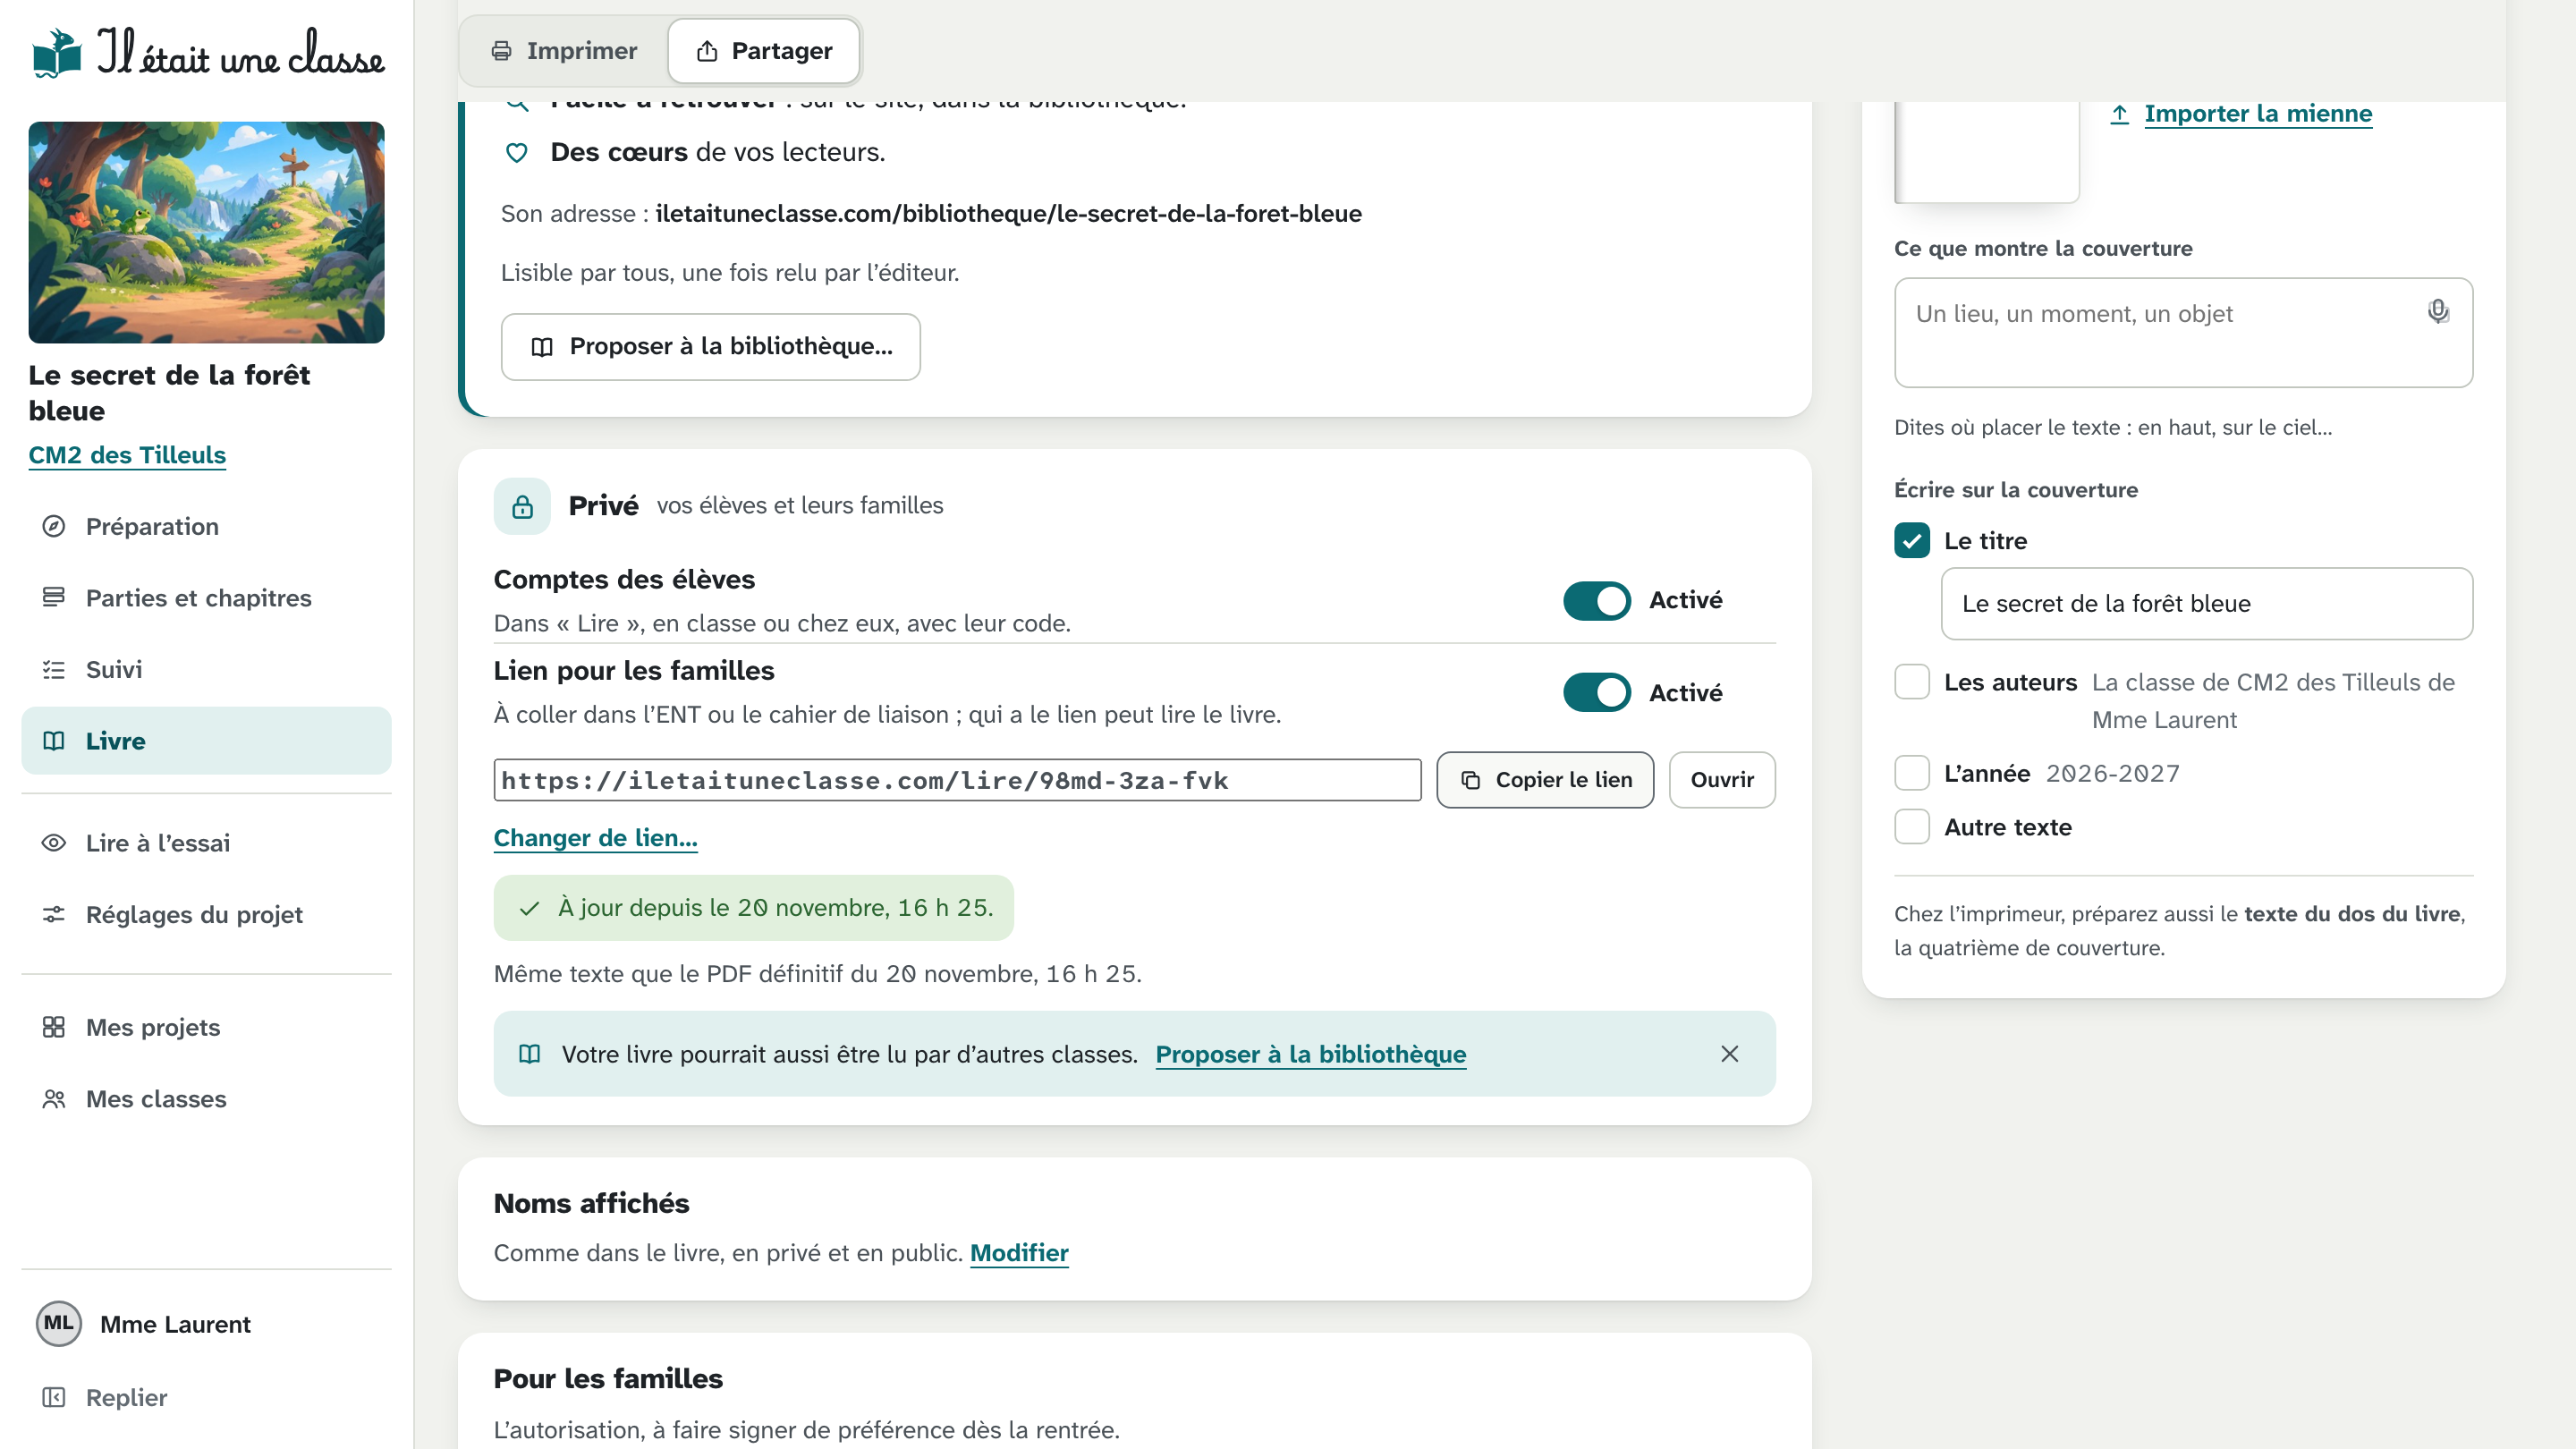 Il était une classe
Le secret de la forêt
bleue
CM2 des Tilleuls
Préparation
Parties et chapitres
Suivi
Livre
Lire à l’essai
Réglages du projet
Mes projets
Mes classes
ML Mme Laurent
Replier
Imprimer
Partager
Facile à retrouver : sur le site, dans la bibliothèque.
Des cœurs de vos lecteurs.
Son adresse : iletaituneclasse.com/bibliotheque/le-secret-de-la-foret-bleue
Lisible par tous, une fois relu par l’éditeur.
Proposer à la bibliothèque…
Privé vos élèves et leurs familles
Comptes des élèves
Dans « Lire », en classe ou chez eux, avec leur code.
Activé
Lien pour les familles
À coller dans l’ENT ou le cahier de liaison ; qui a le lien peut lire le livre.
Activé
https://iletaituneclasse.com/lire/98md-3za-fvk
Copier le lien
Ouvrir
Changer de lien…
À jour depuis le 20 novembre, 16 h 25.
Même texte que le PDF définitif du 20 novembre, 16 h 25.
Votre livre pourrait aussi être lu par d’autres classes. Proposer à la bibliothèque
Noms affichés
Comme dans le livre, en privé et en public. Modifier
Pour les familles
L’autorisation, à faire signer de préférence dès la rentrée.
Importer la mienne
Ce que montre la couverture
Un lieu, un moment, un objet
Dites où placer le texte : en haut, sur le ciel…
Écrire sur la couverture
Le titre
Le secret de la forêt bleue
Les auteurs La classe de CM2 des Tilleuls de
Mme Laurent
L’année 2026-2027
Autre texte
Chez l’imprimeur, préparez aussi le texte du dos du livre,
la quatrième de couverture.